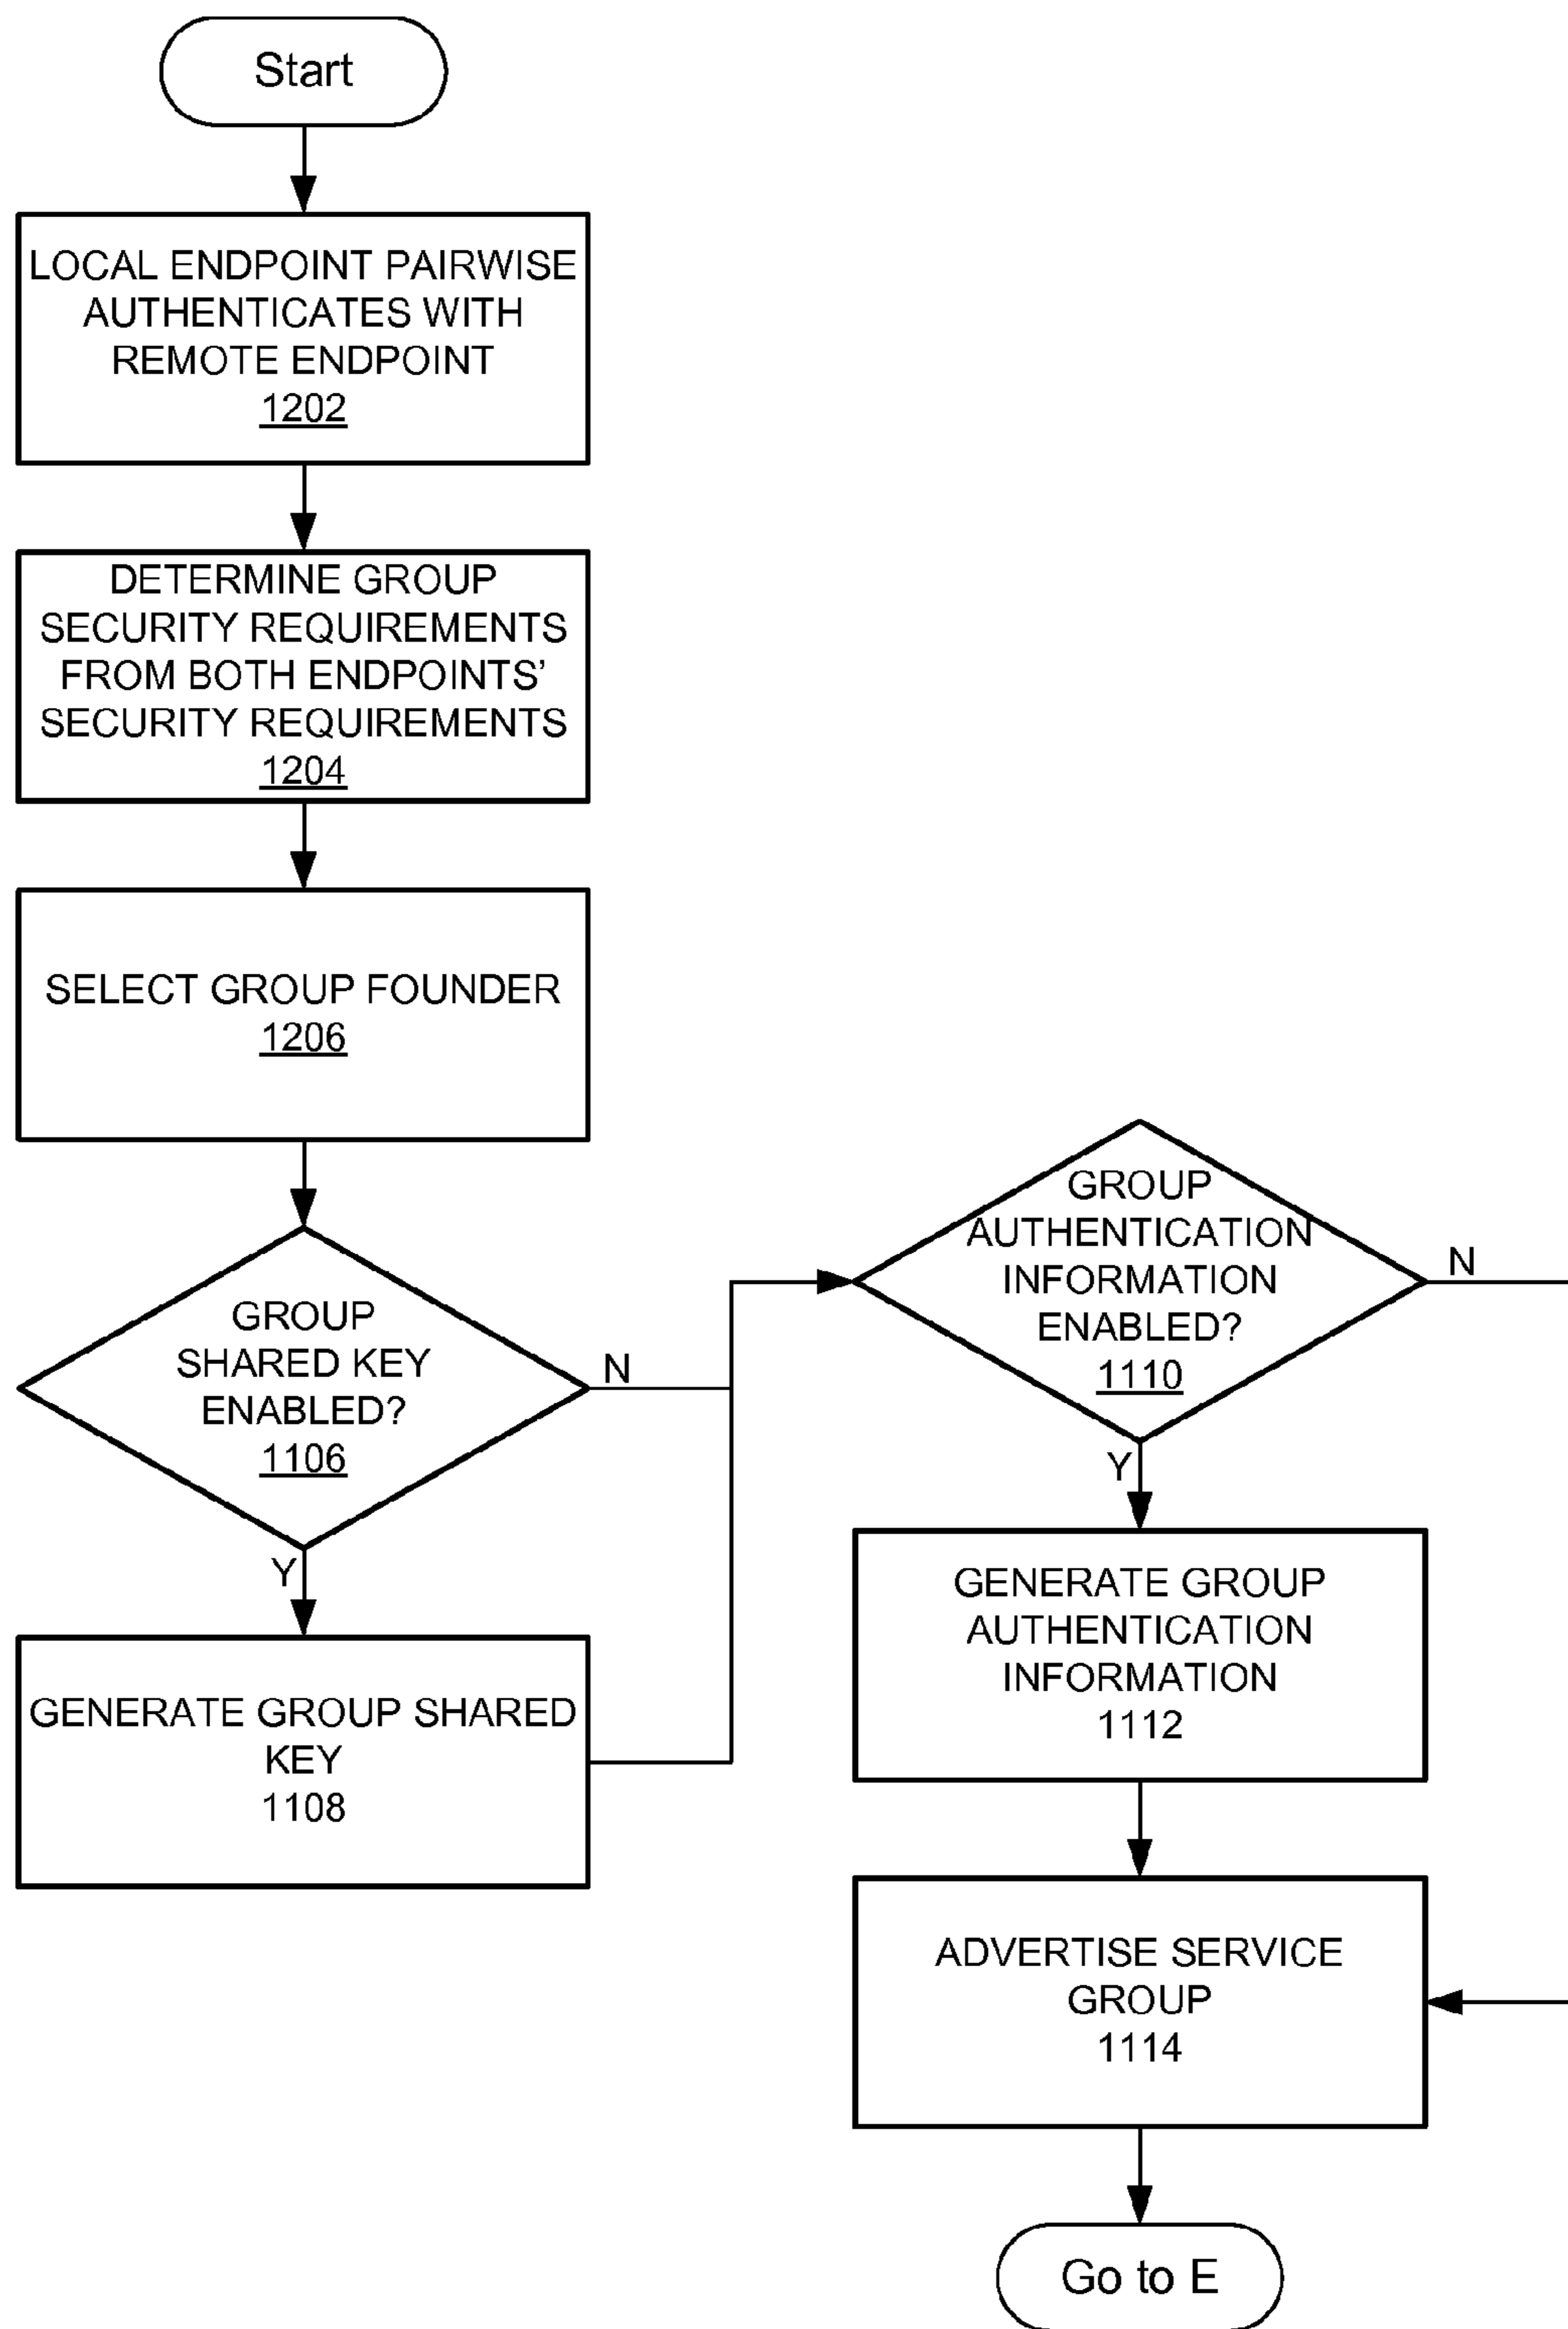 Start
LOCAL ENDPOINT PAIRWISE
AUTHENTICATES WITH
REMOTE ENDPOINT
1202
DETERMINE GROUP
SECURITY REQUIREMENTS
FROM BOTH ENDPOINTS’
SECURITY REQUIREMENTS
1204
SELECT GROUP FOUNDER
1206
GROUP
SHARED KEY
ENABLED?
1106
N
Y
GENERATE GROUP SHARED
KEY
1108
GROUP
AUTHENTICATION
INFORMATION
ENABLED?
1110
N
Y
GENERATE GROUP
AUTHENTICATION
INFORMATION
1112
ADVERTISE SERVICE
GROUP
1114
Go to E